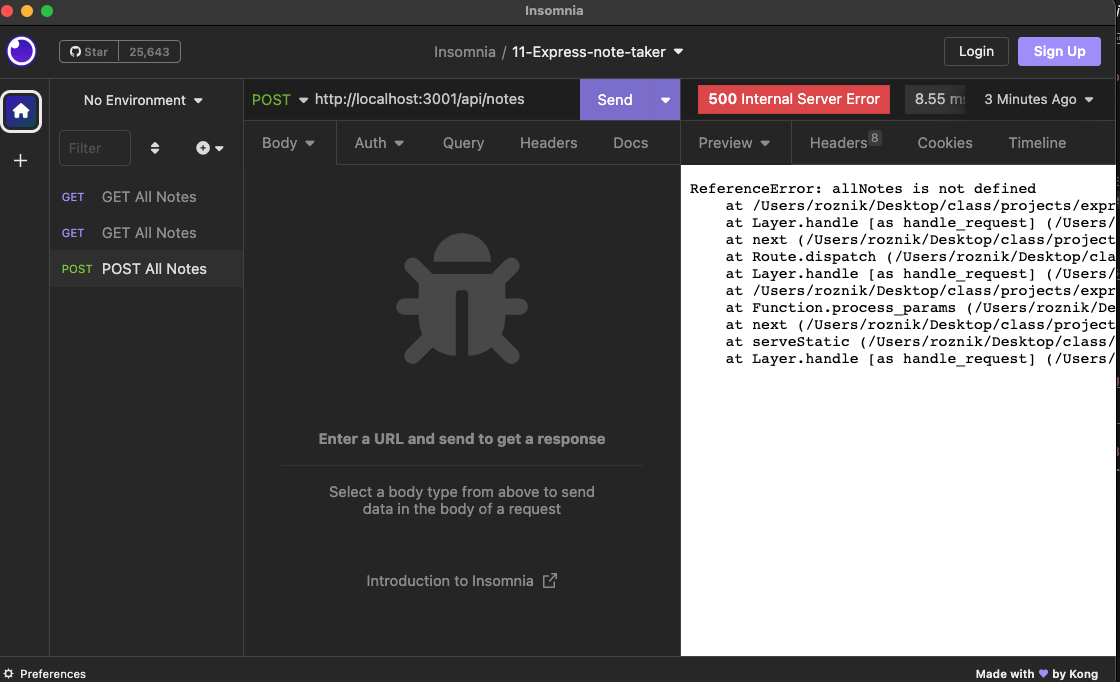 Insomnia
Star 25,643
Insomnia / 11-Express-note-taker
Login
Sign Up
No Environment
Filter
GET GET All Notes
GET GET All Notes
POST POST All Notes
POST http://localhost:3001/api/notes
Send
Body
Auth
Query
Headers
Docs
Enter a URL and send to get a response
Select a body type from above to send
data in the body of a request
Introduction to Insomnia
500 Internal Server Error
8.55 ms
3 Minutes Ago
Preview
Headers 8
Cookies
Timeline
ReferenceError: allNotes is not defined
at /Users/roznik/Desktop/class/projects/expr
at Layer.handle [as handle_request] (/Users/
at next (/Users/roznik/Desktop/class/project
at Route.dispatch (/Users/roznik/Desktop/cla
at Layer.handle [as handle_request] (/Users/
at /Users/roznik/Desktop/class/projects/expr
at Function.process_params (/Users/roznik/De
at next (/Users/roznik/Desktop/class/project
at serveStatic (/Users/roznik/Desktop/class/
at Layer.handle [as handle_request] (/Users/
Preferences
Made with 💜 by Kong